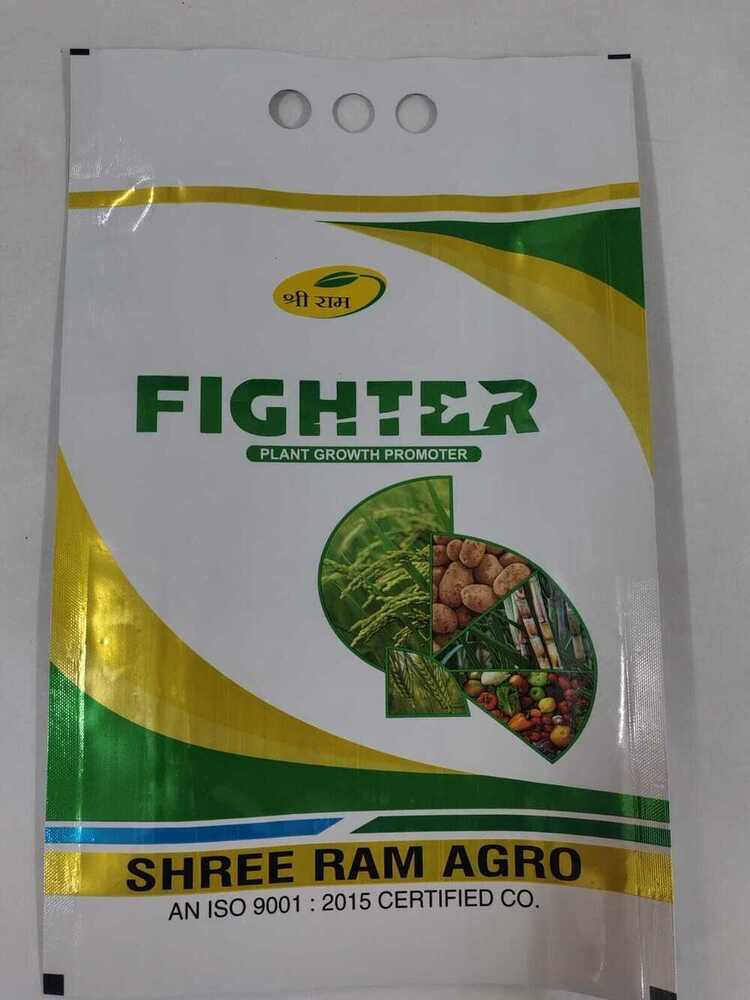 श्री राम
FIGHTER
PLANT GROWTH PROMOTER
SHREE RAM AGRO
AN ISO 9001 : 2015 CERTIFIED CO.